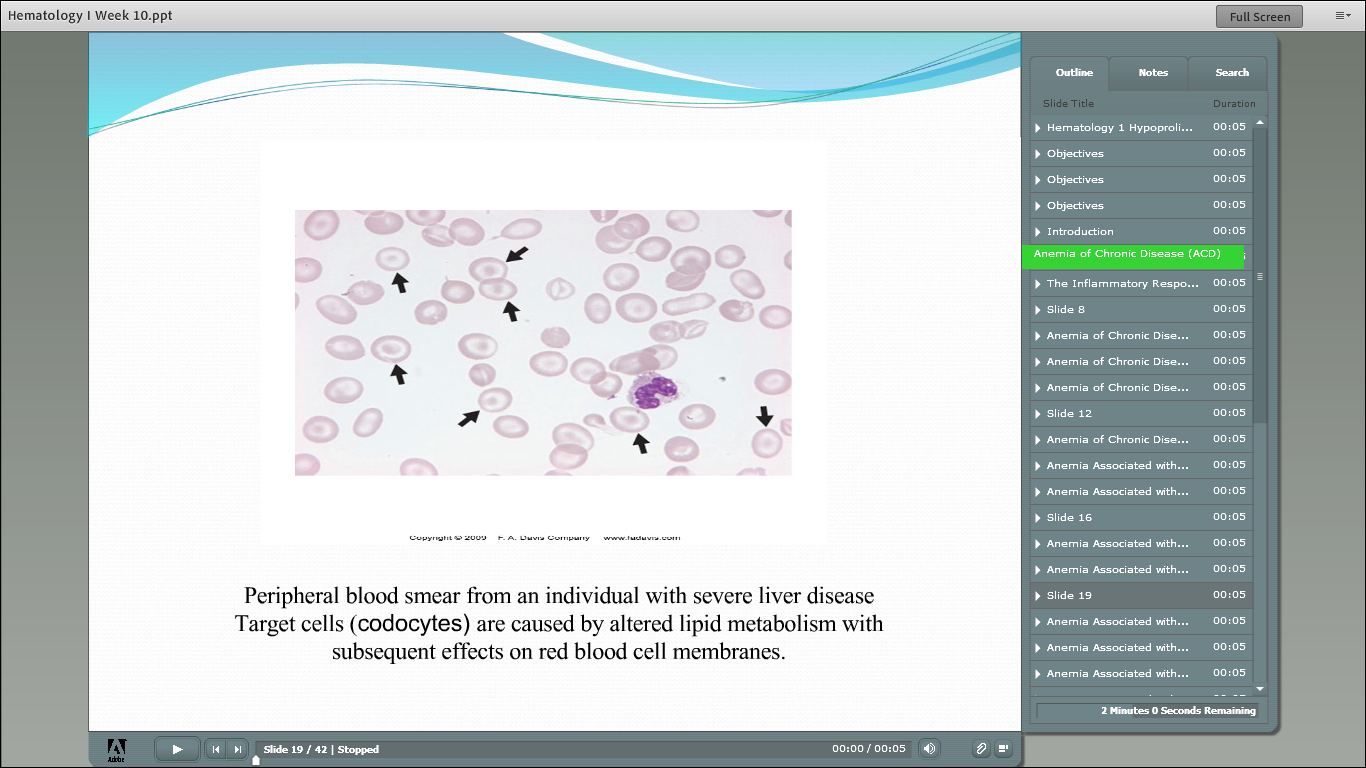 Hematology I Week 10.ppt
Full Screen
Peripheral blood smear from an individual with severe liver disease
Target cells (codocytes) are caused by altered lipid metabolism with
subsequent effects on red blood cell membranes.
Copyright © 2009 F. A. Davis Company www.fadavis.com
Outline Notes Search
Slide Title Duration
Hematology 1 Hypoproli... 00:05
Objectives 00:05
Objectives 00:05
Objectives 00:05
Introduction 00:05
Anemia of Chronic Disease (ACD)
The Inflammatory Respo... 00:05
Slide 8 00:05
Anemia of Chronic Dise... 00:05
Anemia of Chronic Dise... 00:05
Anemia of Chronic Dise... 00:05
Slide 12 00:05
Anemia of Chronic Dise... 00:05
Anemia Associated with... 00:05
Anemia Associated with... 00:05
Slide 16 00:05
Anemia Associated with... 00:05
Anemia Associated with... 00:05
Slide 19 00:05
Anemia Associated with... 00:05
Anemia Associated with... 00:05
Anemia Associated with... 00:05
2 Minutes 0 Seconds Remaining
Adobe
Slide 19 / 42 | Stopped
00:00 / 00:05